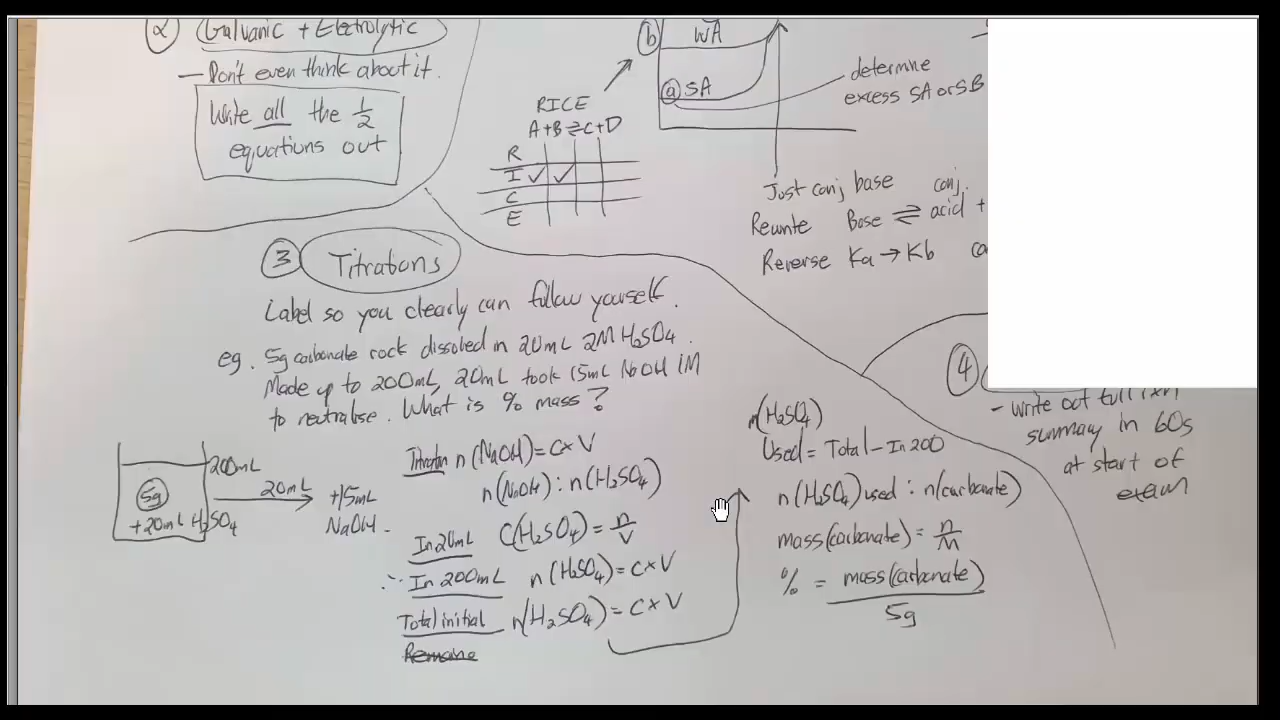 2 Galvanic + Eletrolytic
— Don't even think about it.
Write all the 1/2
equations out
RICE
A+B⇌C+D
R
I ✓ ✓
C
E
b WA
a SA
determine
excess SA or SB
Just conj base
Rewrite Base ⇌ conj. acid +
Reverse Ka → Kb
3 Titrations
Label so you clearly can follow yourself.
eg. 5g carbonate rock dissolved in 20mL 2M H2SO4.
Made up to 200mL, 20mL took 15mL NaOH 1M
to neutralise. What is % mass?
200mL
5g
+20mL H2SO4
20mL
+15mL
NaOH
Titration n(NaOH) = C×V
n(NaOH) : n(H2SO4)
In 20mL C(H2SO4) = n/V
∴ In 200mL n(H2SO4) = C×V
Total initial n(H2SO4) = C×V
n(H2SO4)
Used = Total − In 200
n(H2SO4) used : n(carbonate)
mass(carbonate) = n/M
% = mass(carbonate)
5g
4
- write out full rxn
summary in 60s
at start of
exam